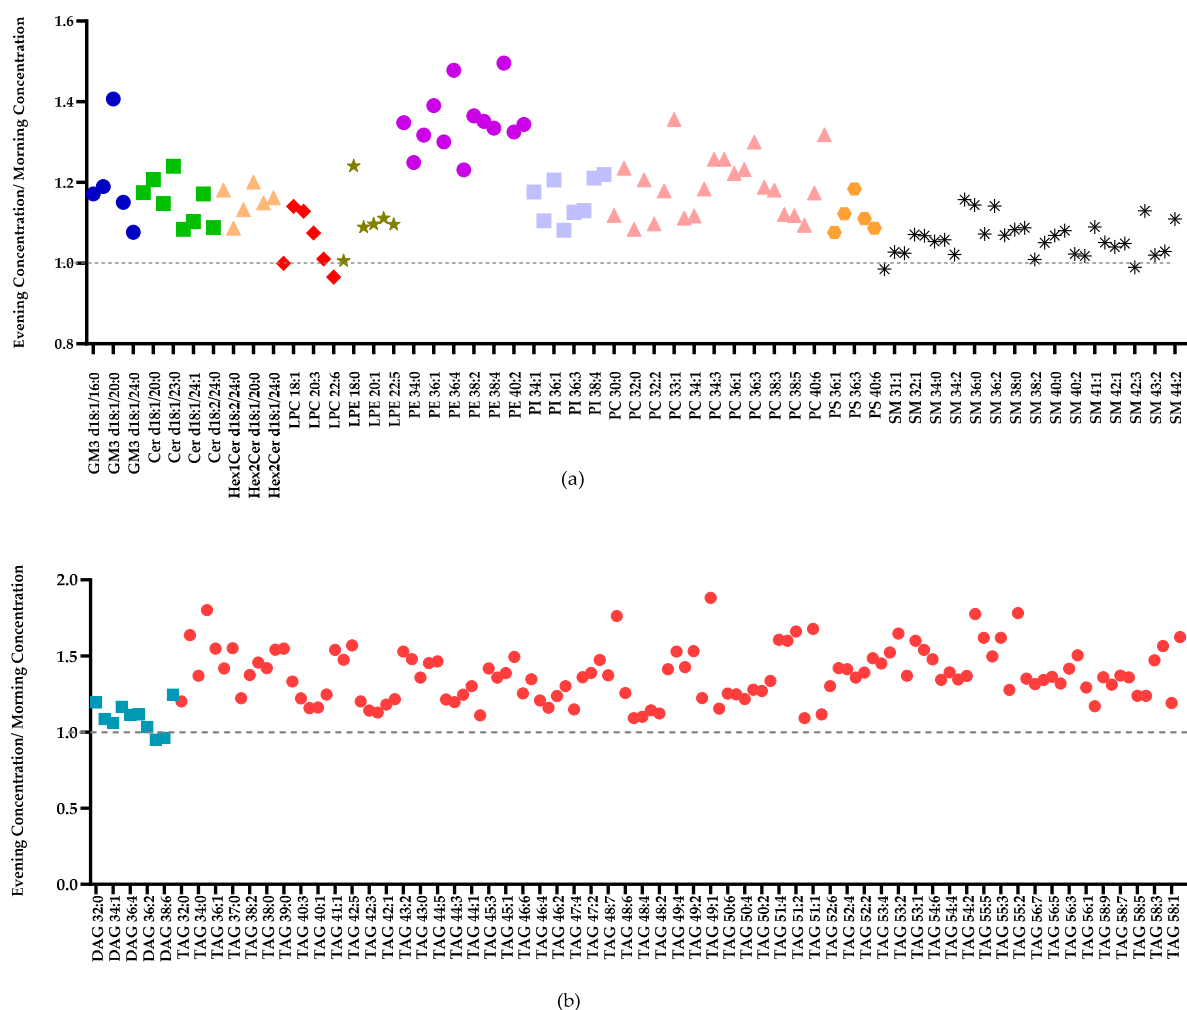 Evening Concentration/ Morning Concentration
1.6
1.4
1.2
1.0
0.8
GM3 d18:1/16:0
GM3 d18:1/20:0
GM3 d18:1/24:0
Cer d18:1/20:0
Cer d18:1/23:0
Cer d18:1/24:1
Cer d18:2/24:0
Hex1Cer d18:2/24:0
Hex2Cer d18:1/20:0
Hex2Cer d18:1/24:0
LPC 18:1
LPC 20:3
LPC 22:6
LPE 18:0
LPE 20:1
LPE 22:5
PE 34:0
PE 36:1
PE 36:4
PE 38:2
PE 38:4
PE 40:2
PI 34:1
PI 36:1
PI 36:3
PI 38:4
PC 30:0
PC 32:0
PC 32:2
PC 33:1
PC 34:1
PC 34:3
PC 36:1
PC 36:3
PC 38:3
PC 38:5
PC 40:6
PS 36:1
PS 36:3
PS 40:6
SM 31:1
SM 32:1
SM 34:0
SM 34:2
SM 36:0
SM 36:2
SM 38:0
SM 38:2
SM 40:0
SM 40:2
SM 41:1
SM 42:1
SM 42:3
SM 43:2
SM 44:2
(a)
Evening Concentration/ Morning Concentration
2.0
1.5
1.0
0.5
0.0
DAG 32:0
DAG 34:1
DAG 36:4
DAG 36:2
DAG 38:6
TAG 32:0
TAG 34:0
TAG 36:1
TAG 37:0
TAG 38:2
TAG 38:0
TAG 39:0
TAG 40:3
TAG 40:1
TAG 41:1
TAG 42:5
TAG 42:3
TAG 42:1
TAG 43:2
TAG 43:0
TAG 44:5
TAG 44:3
TAG 44:1
TAG 45:3
TAG 45:1
TAG 46:6
TAG 46:4
TAG 46:2
TAG 47:4
TAG 47:2
TAG 48:7
TAG 48:6
TAG 48:4
TAG 48:2
TAG 49:4
TAG 49:2
TAG 49:1
TAG 50:6
TAG 50:4
TAG 50:2
TAG 51:4
TAG 51:2
TAG 51:1
TAG 52:6
TAG 52:4
TAG 52:2
TAG 53:4
TAG 53:2
TAG 53:1
TAG 54:6
TAG 54:4
TAG 54:2
TAG 55:5
TAG 55:3
TAG 55:2
TAG 56:7
TAG 56:5
TAG 56:3
TAG 56:1
TAG 58:9
TAG 58:7
TAG 58:5
TAG 58:3
TAG 58:1
(b)